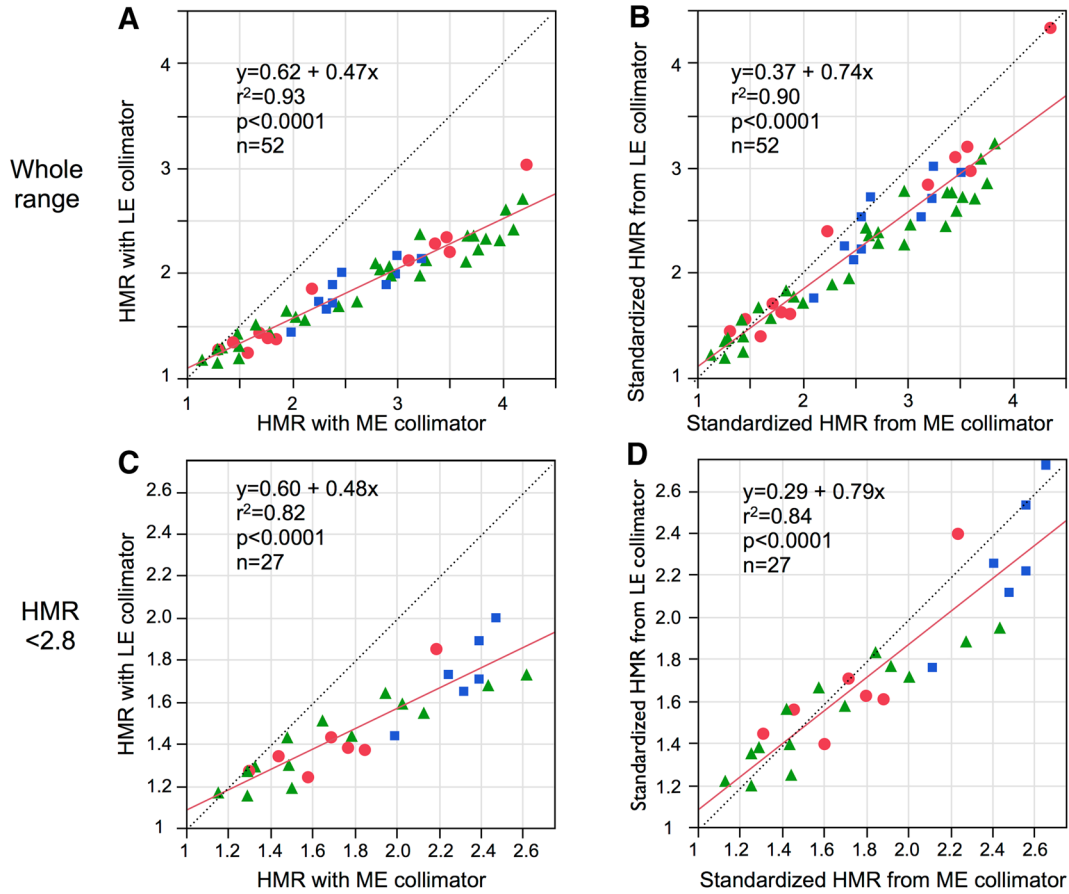 A
B
Whole
range
HMR with LE collimator
y=0.62 + 0.47x
r²=0.93
p<0.0001
n=52
4
3
2
1
1
2
3
4
HMR with ME collimator
Standardized HMR from LE collimator
y=0.37 + 0.74x
r²=0.90
p<0.0001
n=52
4
3
2
1
1
2
3
4
Standardized HMR from ME collimator
C
D
HMR
<2.8
HMR with LE collimator
y=0.60 + 0.48x
r²=0.82
p<0.0001
n=27
2.6
2.4
2.2
2.0
1.8
1.6
1.4
1.2
1
1 1.2 1.4 1.6 1.8 2.0 2.2 2.4 2.6
HMR with ME collimator
Standardized HMR from LE collimator
y=0.29 + 0.79x
r²=0.84
p<0.0001
n=27
2.6
2.4
2.2
2.0
1.8
1.6
1.4
1.2
1
1 1.2 1.4 1.6 1.8 2.0 2.2 2.4 2.6
Standardized HMR from ME collimator